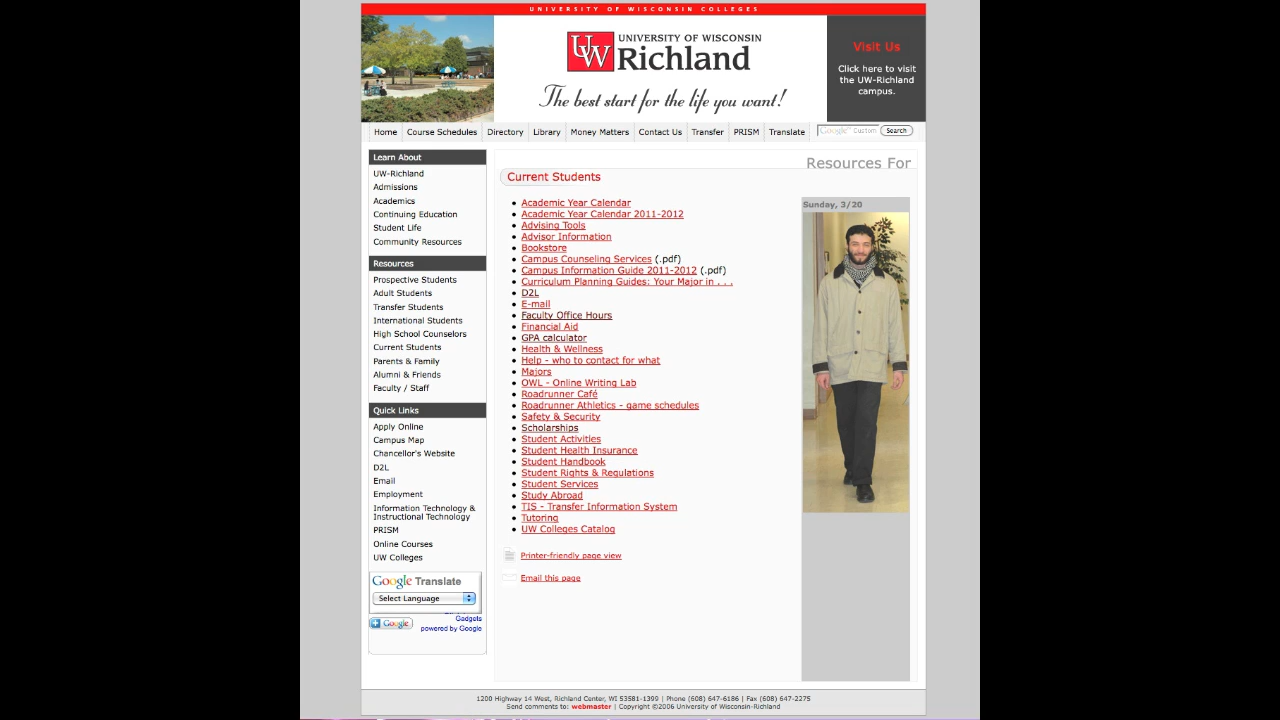 UNIVERSITY OF WISCONSIN COLLEGES
UW
UNIVERSITY OF WISCONSIN
Richland
The best start for the life you want!
Visit Us
Click here to visit
the UW-Richland
campus.
Home Course Schedules Directory Library Money Matters Contact Us Transfer PRISM Translate Google™ Custom Search
Learn About
UW-Richland
Admissions
Academics
Continuing Education
Student Life
Community Resources
Resources
Prospective Students
Adult Students
Transfer Students
International Students
High School Counselors
Current Students
Parents & Family
Alumni & Friends
Faculty / Staff
Quick Links
Apply Online
Campus Map
Chancellor's Website
D2L
Email
Employment
Information Technology &
Instructional Technology
PRISM
Online Courses
UW Colleges
Google Translate
Select Language
Google
Gadgets
powered by Google
Resources For
Current Students
Academic Year Calendar
Academic Year Calendar 2011-2012
Advising Tools
Advisor Information
Bookstore
Campus Counseling Services (.pdf)
Campus Information Guide 2011-2012 (.pdf)
Curriculum Planning Guides: Your Major in . . .
D2L
E-mail
Faculty Office Hours
Financial Aid
GPA calculator
Health & Wellness
Help - who to contact for what
Majors
OWL - Online Writing Lab
Roadrunner Café
Roadrunner Athletics - game schedules
Safety & Security
Scholarships
Student Activities
Student Health Insurance
Student Handbook
Student Rights & Regulations
Student Services
Study Abroad
TIS - Transfer Information System
Tutoring
UW Colleges Catalog
Printer-friendly page view
Email this page
Sunday, 3/20
1200 Highway 14 West, Richland Center, WI 53581-1399 | Phone (608) 647-6186 | Fax (608) 647-2275
Send comments to: webmaster | Copyright ©2006 University of Wisconsin-Richland